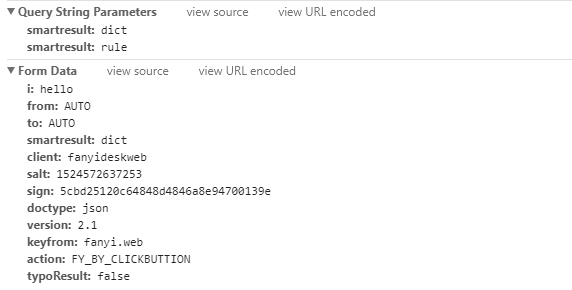 Query String Parameters view source view URL encoded
smartresult: dict
smartresult: rule
Form Data view source view URL encoded
i: hello
from: AUTO
to: AUTO
smartresult: dict
client: fanyideskweb
salt: 1524572637253
sign: 5cbd25120c64848d4846a8e94700139e
doctype: json
version: 2.1
keyfrom: fanyi.web
action: FY_BY_CLICKBUTTION
typoResult: false